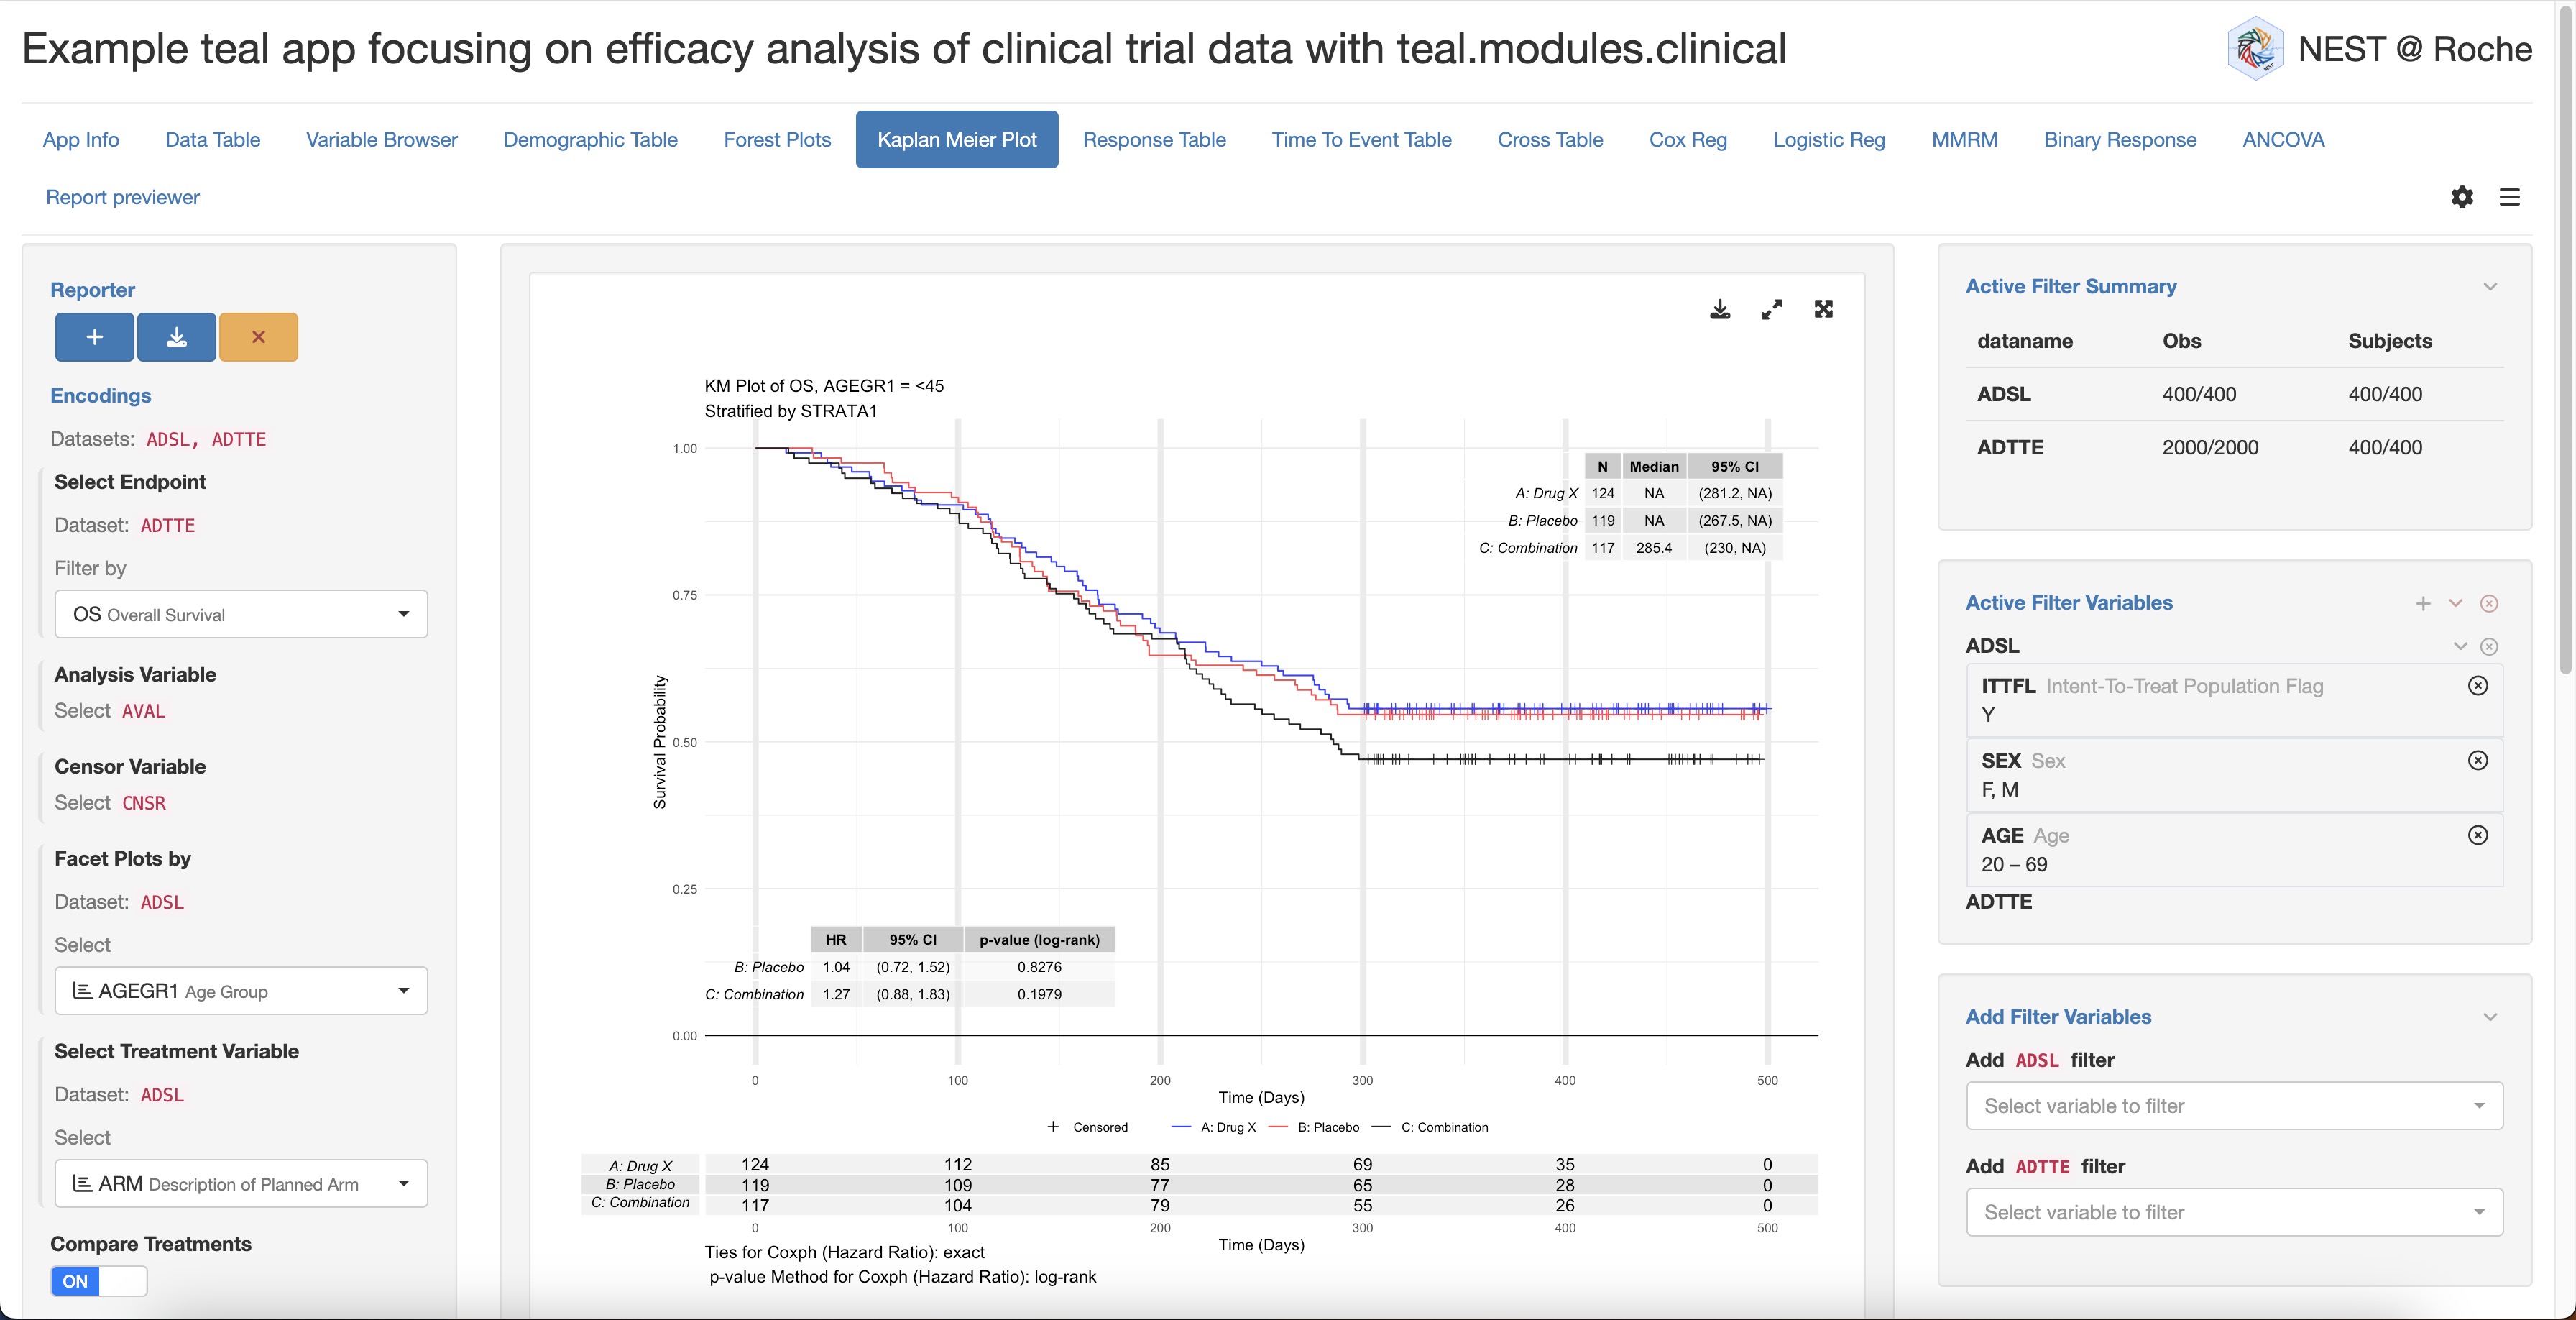 Example teal app focusing on efficacy analysis of clinical trial data with teal.modules.clinical
NEST @ Roche
App Info Data Table Variable Browser Demographic Table Forest Plots Kaplan Meier Plot Response Table Time To Event Table Cross Table Cox Reg Logistic Reg MMRM Binary Response ANCOVA
Report previewer
Reporter
Encodings
Datasets: ADSL, ADTTE
Select Endpoint
Dataset: ADTTE
Filter by
OS Overall Survival
Analysis Variable
Select AVAL
Censor Variable
Select CNSR
Facet Plots by
Dataset: ADSL
Select
AGEGR1 Age Group
Select Treatment Variable
Dataset: ADSL
Select
ARM Description of Planned Arm
Compare Treatments
ON
KM Plot of OS, AGEGR1 = <45
Stratified by STRATA1
1.00
0.75
0.50
0.25
0.00
Survival Probability
N Median 95% CI
A: Drug X 124 NA (281.2, NA)
B: Placebo 119 NA (267.5, NA)
C: Combination 117 285.4 (230, NA)
HR 95% CI p-value (log-rank)
B: Placebo 1.04 (0.72, 1.52) 0.8276
C: Combination 1.27 (0.88, 1.83) 0.1979
0 100 200 300 400 500
Time (Days)
Censored A: Drug X B: Placebo C: Combination
A: Drug X 124 112 85 69 35 0
B: Placebo 119 109 77 65 28 0
C: Combination 117 104 79 55 26 0
0 100 200 300 400 500
Time (Days)
Ties for Coxph (Hazard Ratio): exact
p-value Method for Coxph (Hazard Ratio): log-rank
Active Filter Summary
dataname Obs Subjects
ADSL 400/400 400/400
ADTTE 2000/2000 400/400
Active Filter Variables
ADSL
ITTFL Intent-To-Treat Population Flag
Y
SEX Sex
F, M
AGE Age
20 – 69
ADTTE
Add Filter Variables
Add ADSL filter
Select variable to filter
Add ADTTE filter
Select variable to filter